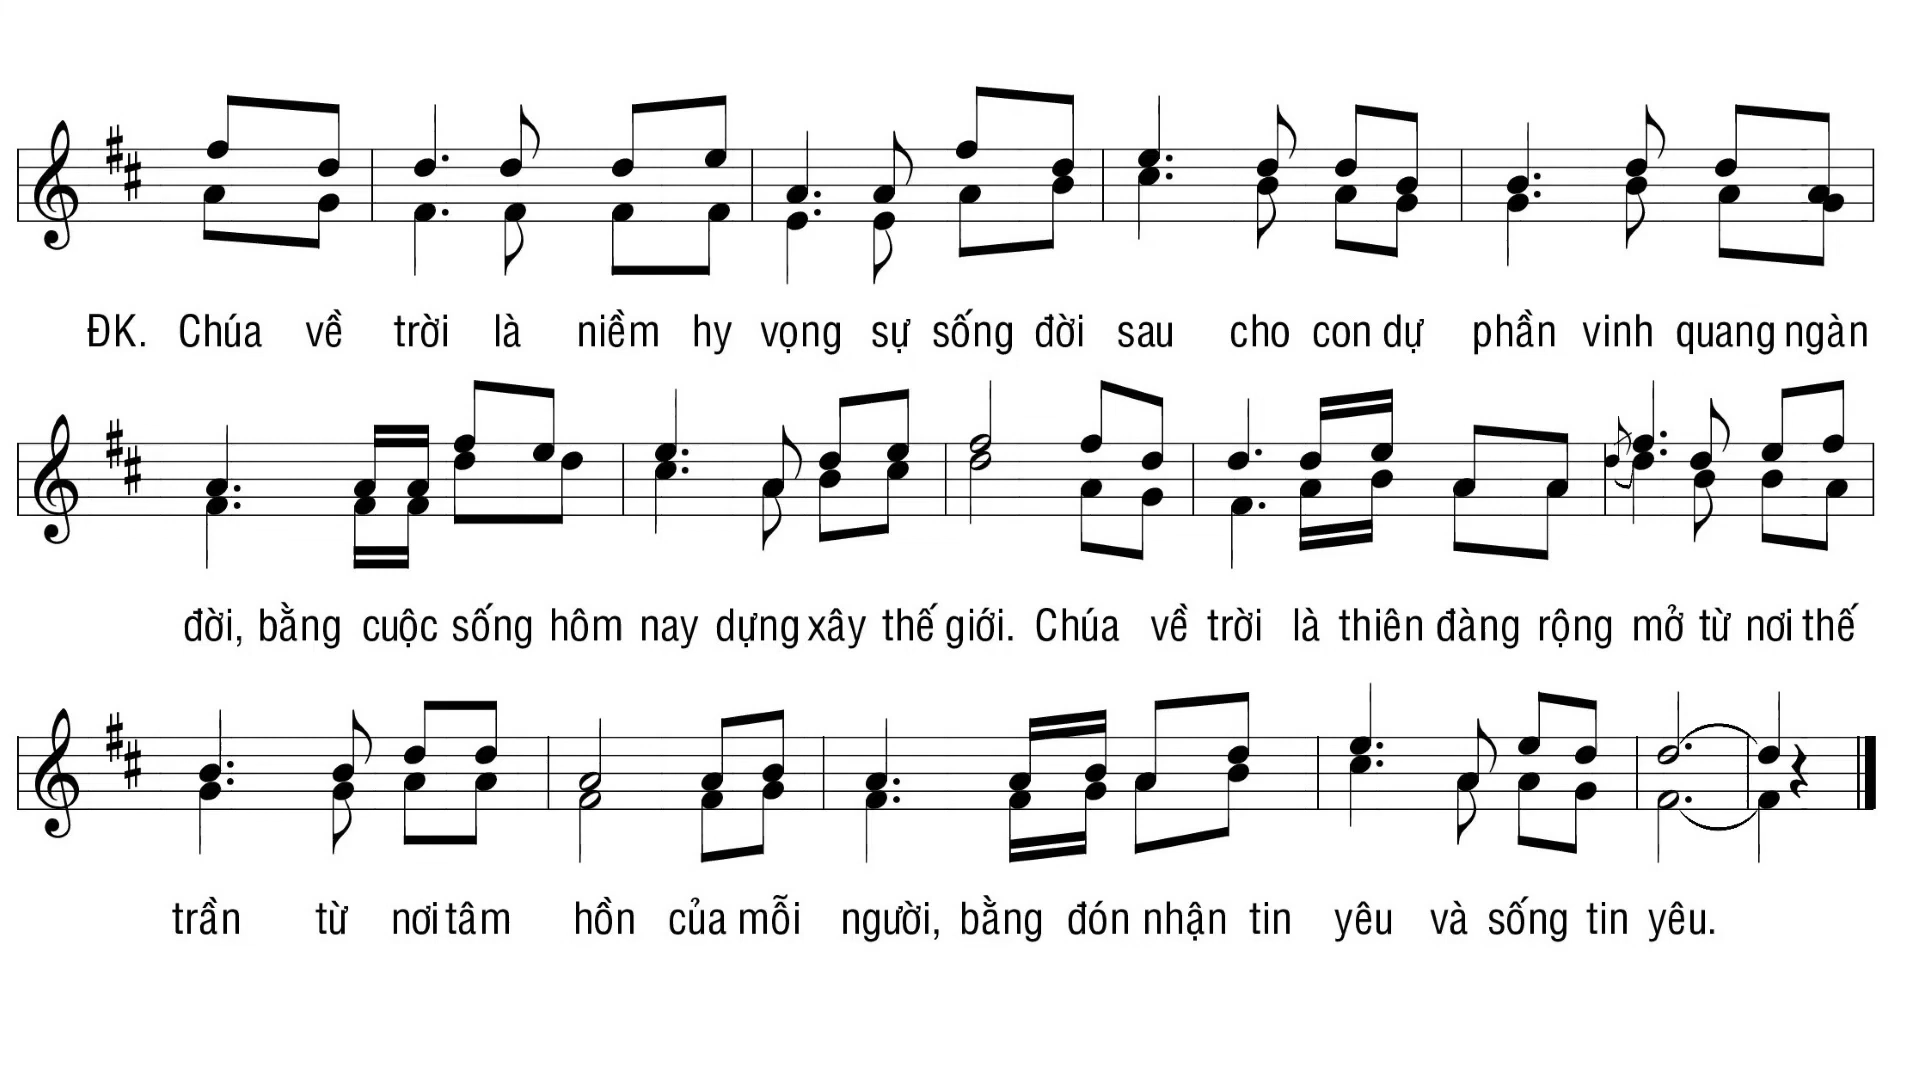 ĐK. Chúa về trời là niềm hy vọng sự sống đời sau cho con dự phần vinh quang ngàn
đời, bằng cuộc sống hôm nay dựng xây thế giới. Chúa về trời là thiên đàng rộng mở từ nơi thế
trần từ nơi tâm hồn của mỗi người, bằng đón nhận tin yêu và sống tin yêu.